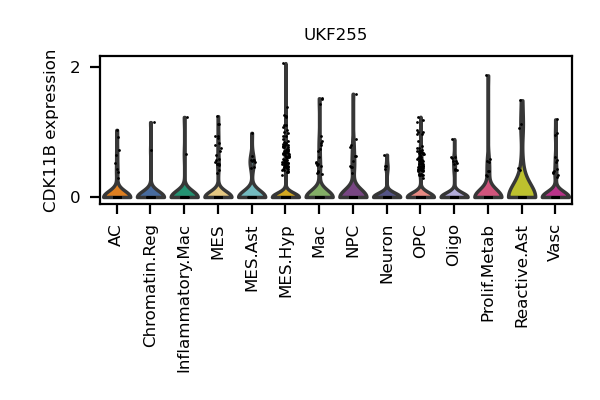 UKF255
CDK11B expression
2
0
AC
Chromatin.Reg
Inflammatory.Mac
MES
MES.Ast
MES.Hyp
Mac
NPC
Neuron
OPC
Oligo
Prolif.Metab
Reactive.Ast
Vasc